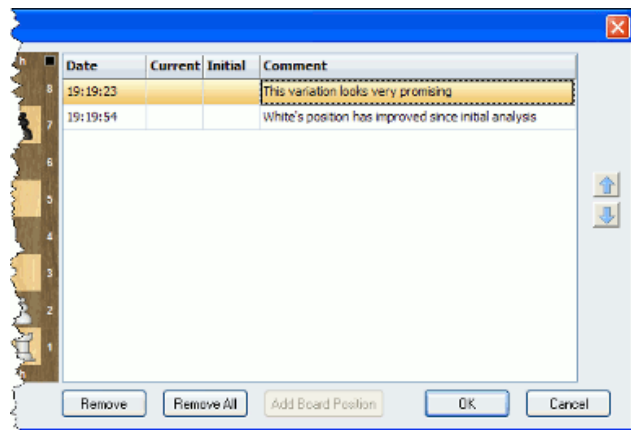 h
Date Current Initial Comment
8 19:19:23 This variation looks very promising
7 19:19:54 White's position has improved since initial analysis
6
5
4
3
2
1
h
Remove Remove All Add Board Position OK Cancel